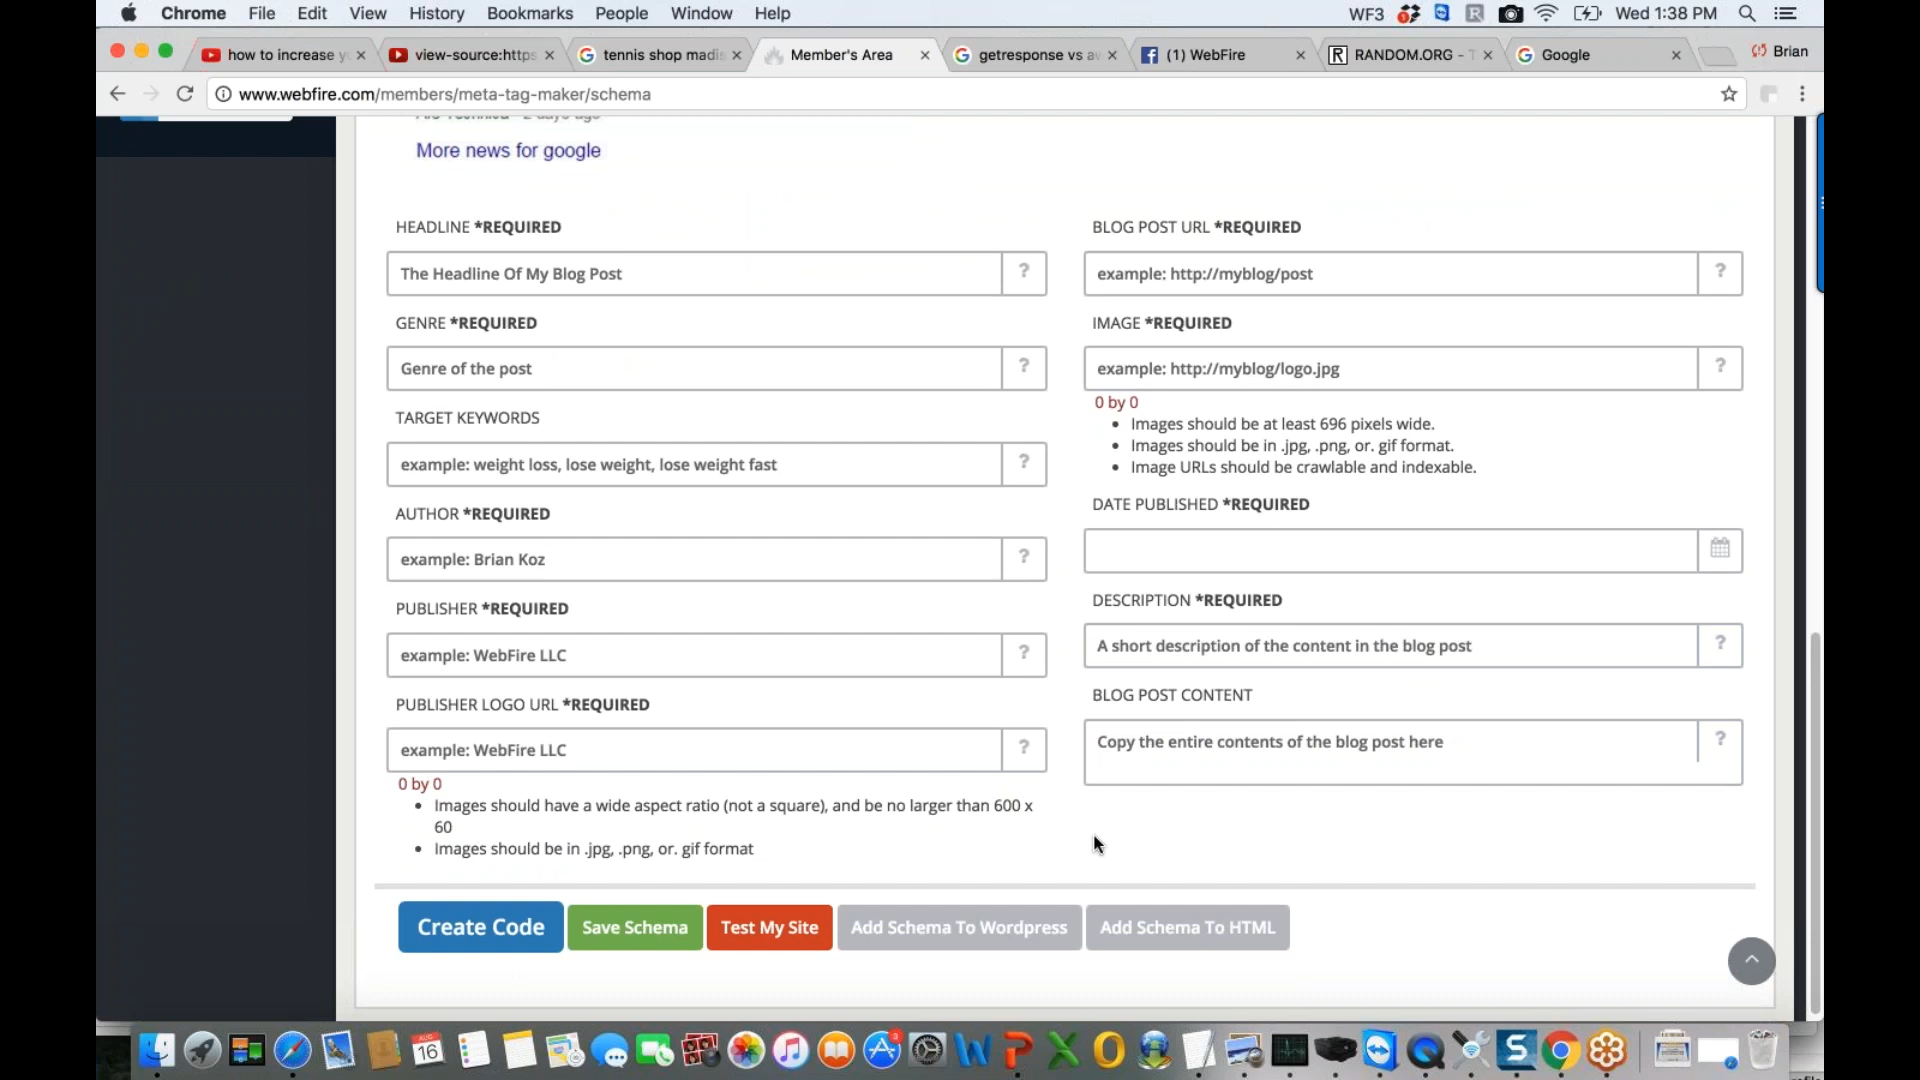 Chrome File Edit View History Bookmarks People Window Help WF3 Wed 1:38 PM
how to increase y view-source:https tennis shop madis Member's Area getresponse vs aw (1) WebFire RANDOM.ORG - T Google Brian
www.webfire.com/members/meta-tag-maker/schema
2 days ago
More news for google
HEADLINE *REQUIRED
The Headline Of My Blog Post ?
GENRE *REQUIRED
Genre of the post ?
TARGET KEYWORDS
example: weight loss, lose weight, lose weight fast ?
AUTHOR *REQUIRED
example: Brian Koz ?
PUBLISHER *REQUIRED
example: WebFire LLC ?
PUBLISHER LOGO URL *REQUIRED
example: WebFire LLC ?
0 by 0
• Images should have a wide aspect ratio (not a square), and be no larger than 600 x
60
• Images should be in .jpg, .png, or. gif format
BLOG POST URL *REQUIRED
example: http://myblog/post ?
IMAGE *REQUIRED
example: http://myblog/logo.jpg ?
0 by 0
• Images should be at least 696 pixels wide.
• Images should be in .jpg, .png, or. gif format.
• Image URLs should be crawlable and indexable.
DATE PUBLISHED *REQUIRED
DESCRIPTION *REQUIRED
A short description of the content in the blog post ?
BLOG POST CONTENT
Copy the entire contents of the blog post here ?
Create Code Save Schema Test My Site Add Schema To Wordpress Add Schema To HTML
AUG
16
3